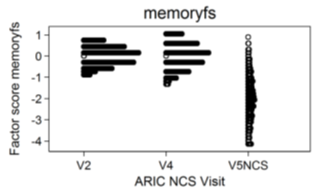 memoryfs
Factor score memoryfs
1
0
-1
-2
-3
-4
V2 V4 V5NCS
ARIC NCS Visit